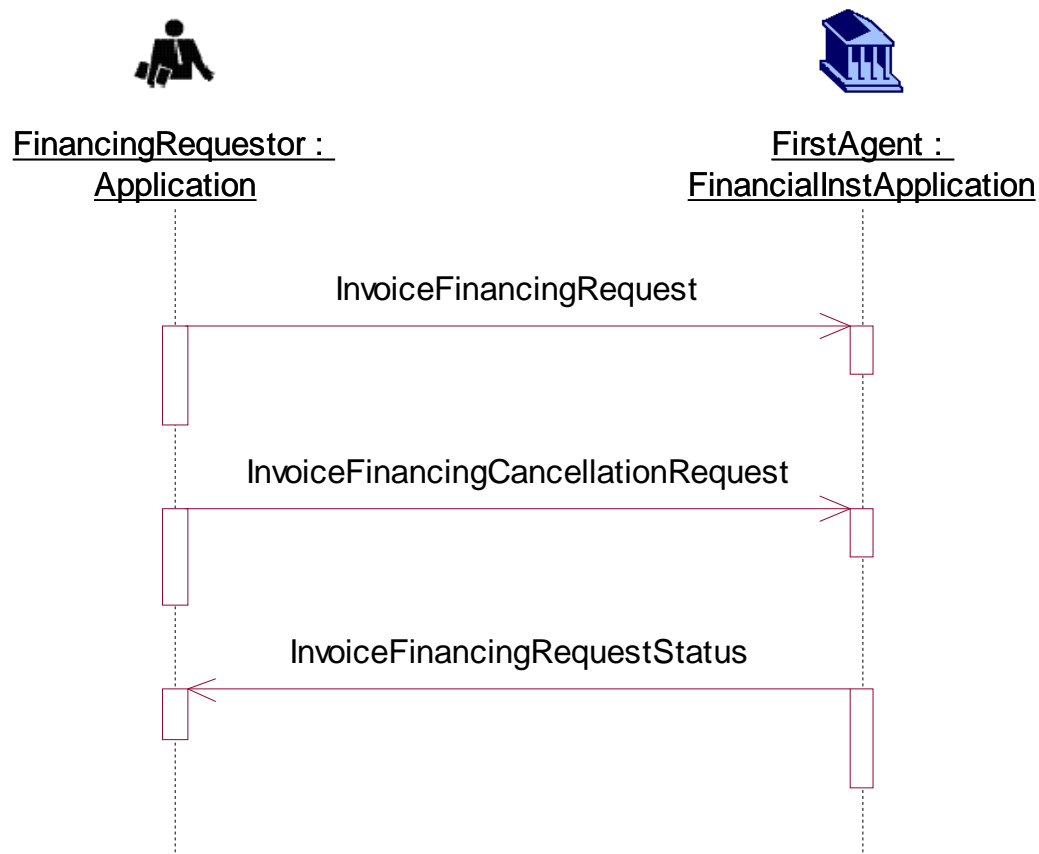 FinancingRequestor :
Application
FirstAgent :
FinancialInstApplication
InvoiceFinancingRequest
InvoiceFinancingCancellationRequest
InvoiceFinancingRequestStatus